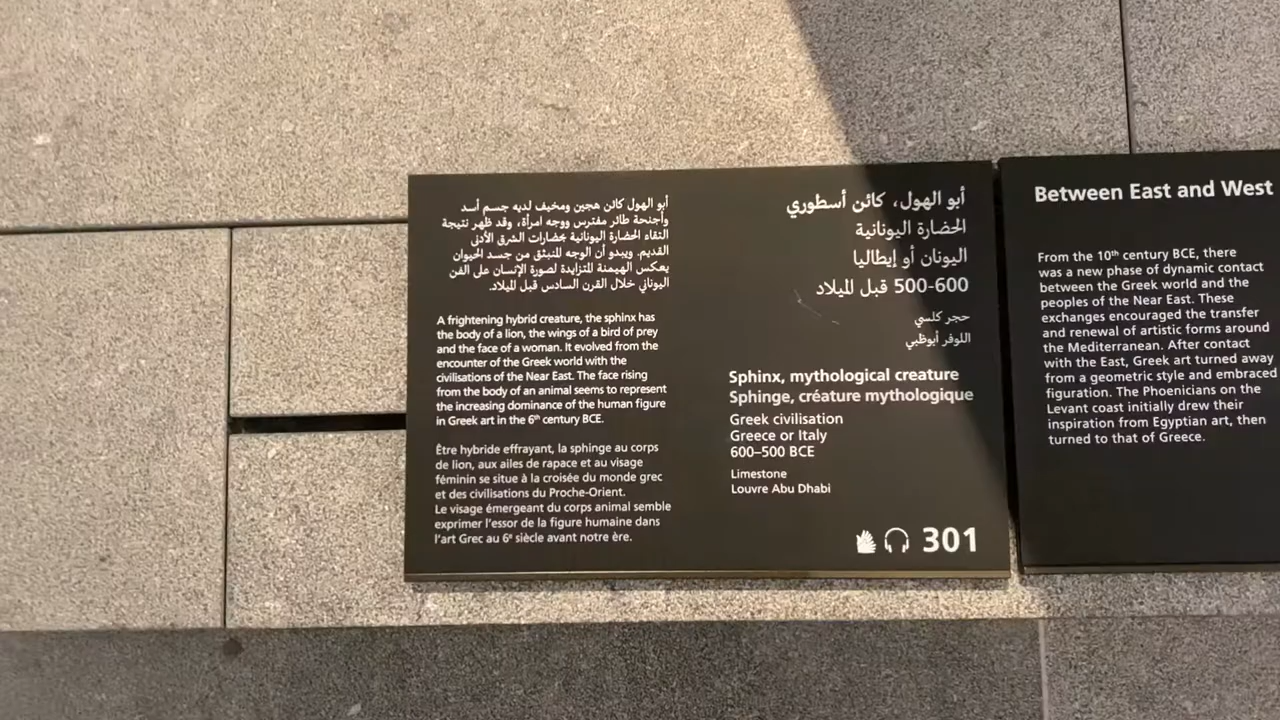 أبو الهول كائن هجين ومخيف لديه جسم أسد
وأجنحة طائر مفترس ووجه امرأة، وقد ظهر نتيجة
التقاء الحضارة اليونانية بحضارات الشرق الأدنى
القديم. ويبدو أن الوجه المنبثق من جسد الحيوان
يعكس الهيمنة المتزايدة لصورة الإنسان على الفن
اليوناني خلال القرن السادس قبل الميلاد.
A frightening hybrid creature, the sphinx has
the body of a lion, the wings of a bird of prey
and the face of a woman. It evolved from the
encounter of the Greek world with the
civilisations of the Near East. The face rising
from the body of an animal seems to represent
the increasing dominance of the human figure
in Greek art in the 6th century BCE.
Être hybride effrayant, la sphinge au corps
de lion, aux ailes de rapace et au visage
féminin se situe à la croisée du monde grec
et des civilisations du Proche-Orient.
Le visage émergeant du corps animal semble
exprimer l'essor de la figure humaine dans
l'art Grec au 6e siècle avant notre ère.
أبو الهول، كائن أسطوري
الحضارة اليونانية
اليونان أو إيطاليا
500-600 قبل الميلاد
حجر كلسي
اللوفر أبوظبي
Sphinx, mythological creature
Sphinge, créature mythologique
Greek civilisation
Greece or Italy
600–500 BCE
Limestone
Louvre Abu Dhabi
301
Between East and West
From the 10th century BCE, there
was a new phase of dynamic contact
between the Greek world and the
peoples of the Near East. These
exchanges encouraged the transfer
and renewal of artistic forms around
the Mediterranean. After contact
with the East, Greek art turned away
from a geometric style and embraced
figuration. The Phoenicians on the
Levant coast initially drew their
inspiration from Egyptian art, then
turned to that of Greece.